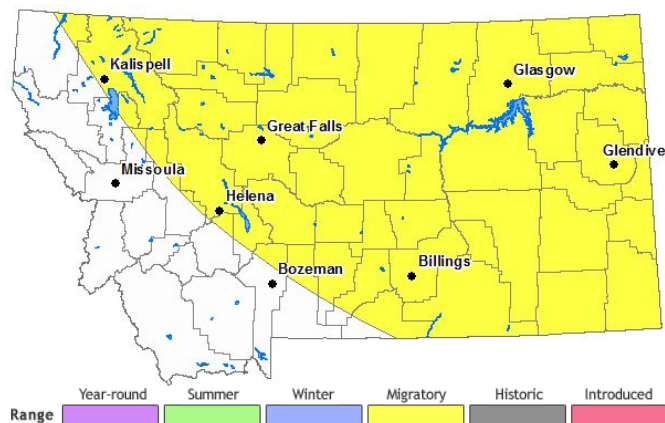 Kalispell
Glasgow
Great Falls
Glendive
Missoula
Helena
Bozeman
Billings
Year-round Summer Winter Migratory Historic Introduced
Range